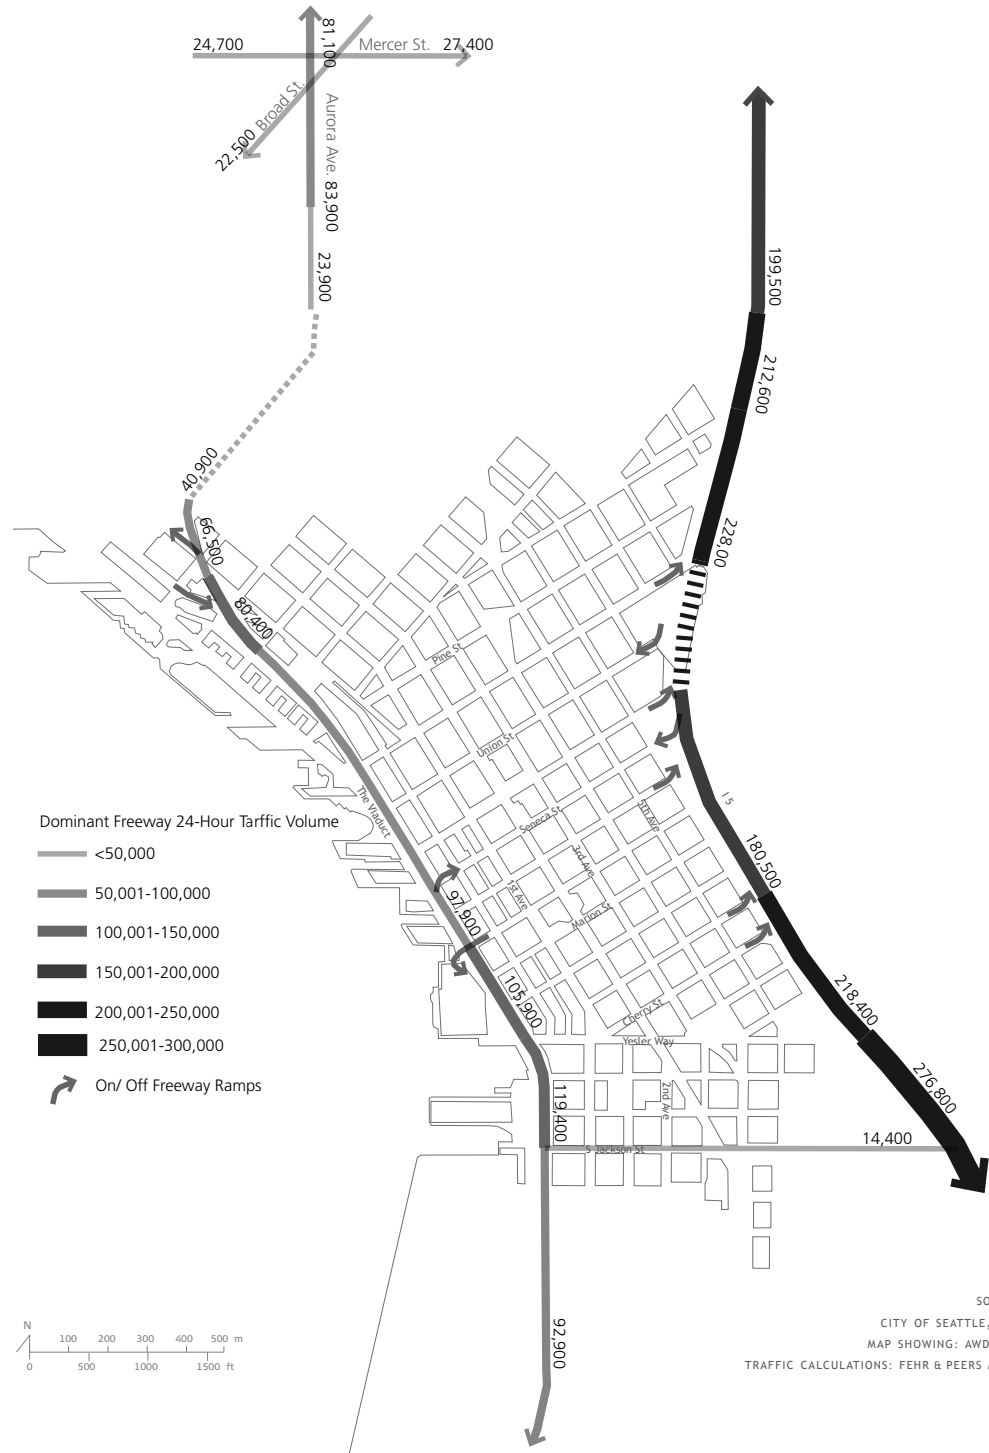 81,100
24,700
Mercer St.
27,400
Broad St.
22,500
Aurora Ave.
83,900
23,900
199,500
212,600
40,900
66,500
228,00
80,400
Pine St
Union St
The Viaduct
I 5
5th Ave
Seneca St
Dominant Freeway 24-Hour Tarffic Volume
<50,000
50,001-100,000
100,001-150,000
150,001-200,000
200,001-250,000
250,001-300,000
On/ Off Freeway Ramps
3rd Ave
180,500
1st Ave
97,900
Marion St
105,900
218,400
Cherry St
Yesler Way
276,800
2nd Ave
119,400
14,400
S Jackson St
92,900
N
100 200 300 400 500 m
0 500 1000 1500 ft
SO
CITY OF SEATTLE,
MAP SHOWING: AWD
TRAFFIC CALCULATIONS: FEHR & PEERS